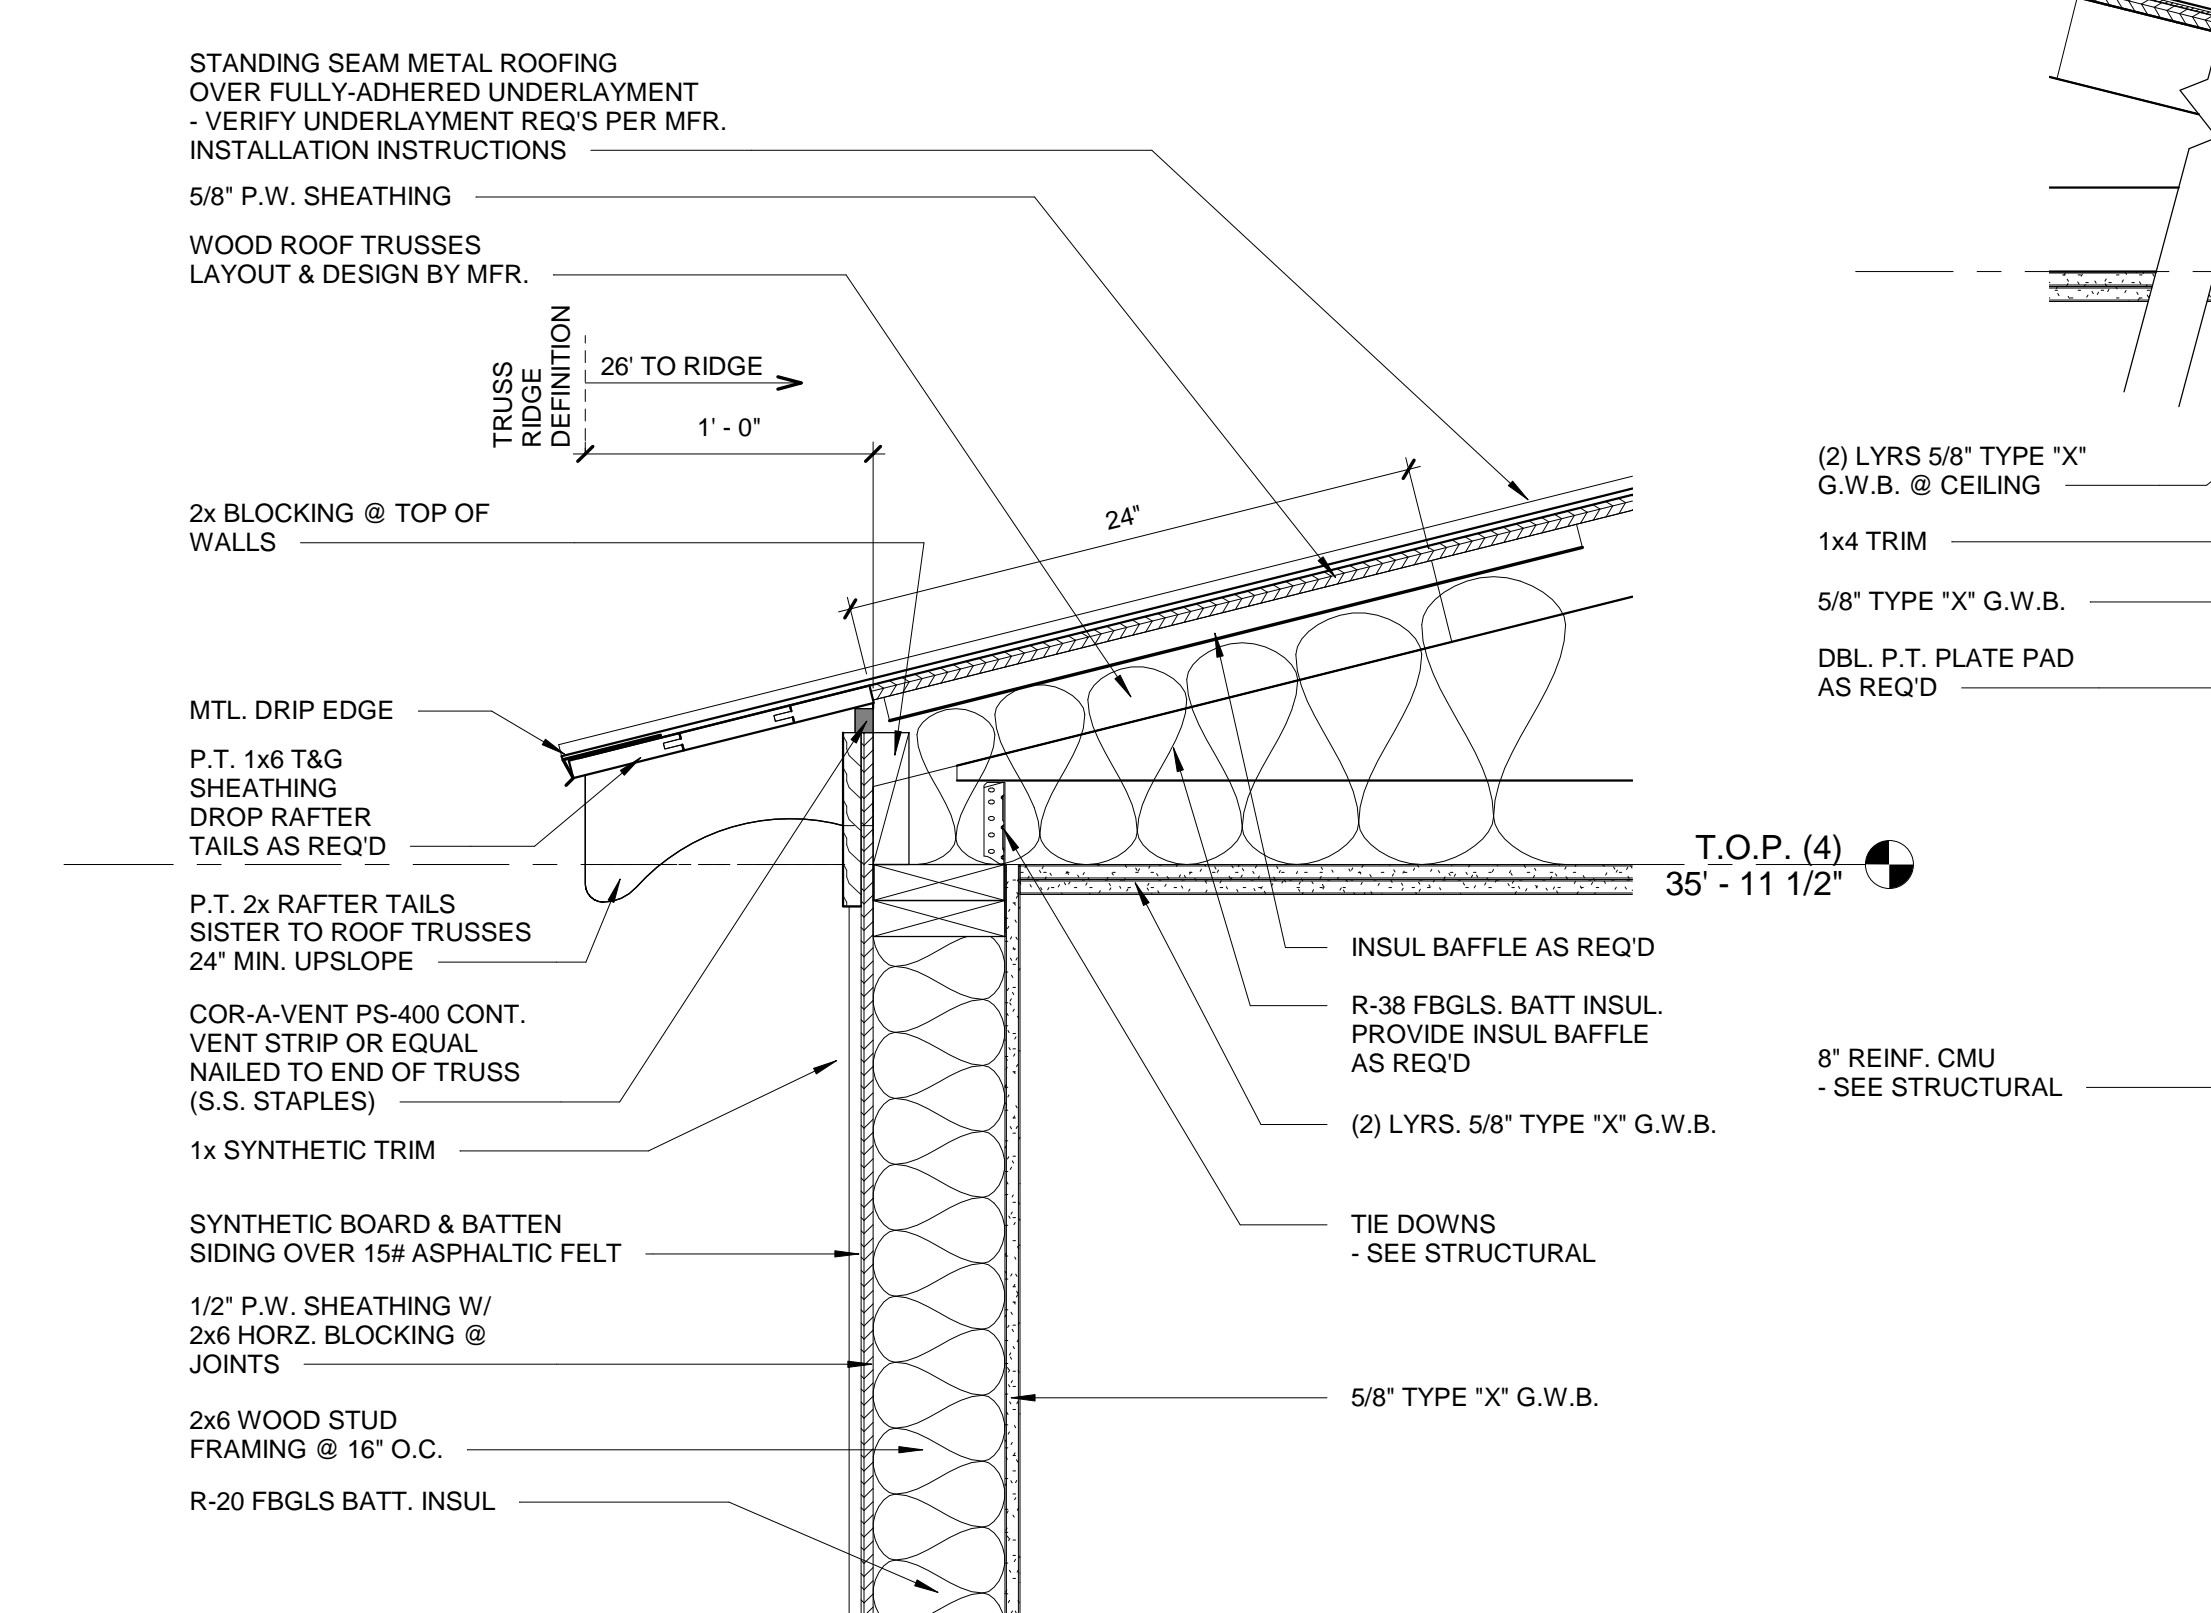 STANDING SEAM METAL ROOFING
OVER FULLY-ADHERED UNDERLAYMENT
- VERIFY UNDERLAYMENT REQ'S PER MFR.
INSTALLATION INSTRUCTIONS
5/8" P.W. SHEATHING
WOOD ROOF TRUSSES
LAYOUT & DESIGN BY MFR.
TRUSS
RIDGE
DEFINITION
26' TO RIDGE
1' - 0"
24"
2x BLOCKING @ TOP OF
WALLS
MTL. DRIP EDGE
P.T. 1x6 T&G
SHEATHING
DROP RAFTER
TAILS AS REQ'D
P.T. 2x RAFTER TAILS
SISTER TO ROOF TRUSSES
24" MIN. UPSLOPE
COR-A-VENT PS-400 CONT.
VENT STRIP OR EQUAL
NAILED TO END OF TRUSS
(S.S. STAPLES)
1x SYNTHETIC TRIM
SYNTHETIC BOARD & BATTEN
SIDING OVER 15# ASPHALTIC FELT
1/2" P.W. SHEATHING W/
2x6 HORZ. BLOCKING @
JOINTS
2x6 WOOD STUD
FRAMING @ 16" O.C.
R-20 FBGLS BATT. INSUL
T.O.P. (4)
35' - 11 1/2"
INSUL BAFFLE AS REQ'D
R-38 FBGLS. BATT INSUL.
PROVIDE INSUL BAFFLE
AS REQ'D
(2) LYRS. 5/8" TYPE "X" G.W.B.
TIE DOWNS
- SEE STRUCTURAL
5/8" TYPE "X" G.W.B.
(2) LYRS 5/8" TYPE "X"
G.W.B. @ CEILING
1x4 TRIM
5/8" TYPE "X" G.W.B.
DBL. P.T. PLATE PAD
AS REQ'D
8" REINF. CMU
- SEE STRUCTURAL